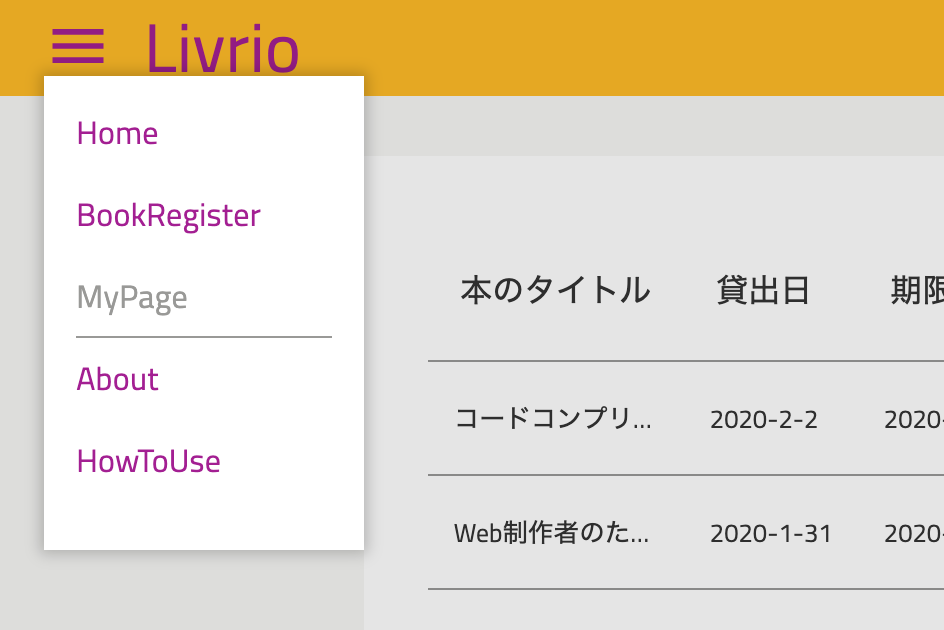 Livrio
Home
BookRegister
MyPage
About
HowToUse
本のタイトル 貸出日 期限
コードコンプリ... 2020-2-2 2020-
Web制作者のた... 2020-1-31 2020-